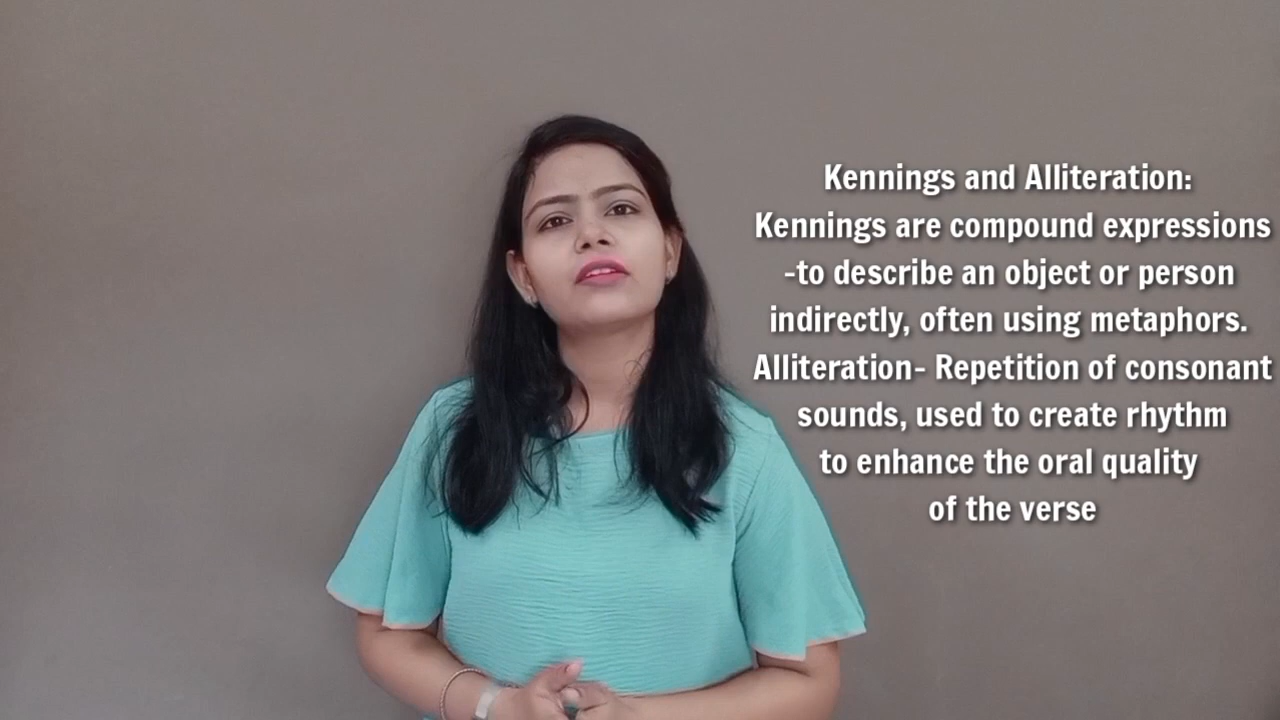 Kennings and Alliteration:
Kennings are compound expressions
-to describe an object or person
indirectly, often using metaphors.
Alliteration- Repetition of consonant
sounds, used to create rhythm
to enhance the oral quality
of the verse